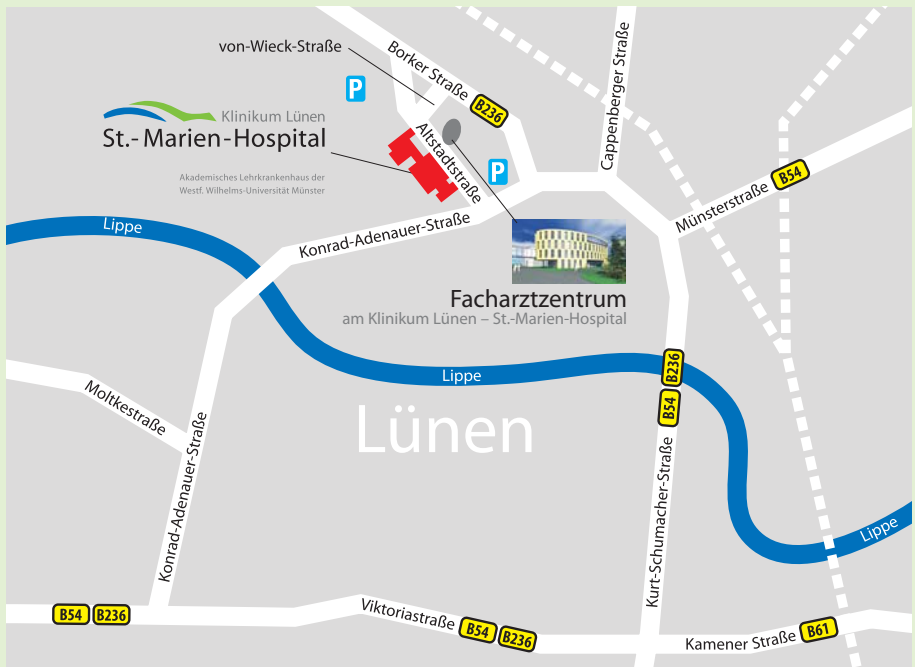 von-Wieck-Straße
Borker Straße
B236
Cappenberger Straße
P
Klinikum Lünen
St.-Marien-Hospital
Akademisches Lehrkrankenhaus der
Westf. Wilhelms-Universität Münster
Altstadtstraße
P
B54
Münsterstraße
Lippe
Konrad-Adenauer-Straße
Facharztzentrum
am Klinikum Lünen – St.-Marien-Hospital
Lippe
B236
B54
Moltkestraße
Lünen
Konrad-Adenauer-Straße
Kurt-Schumacher-Straße
Lippe
B54
B236
Viktoriastraße
B54
B236
Kamener Straße
B61